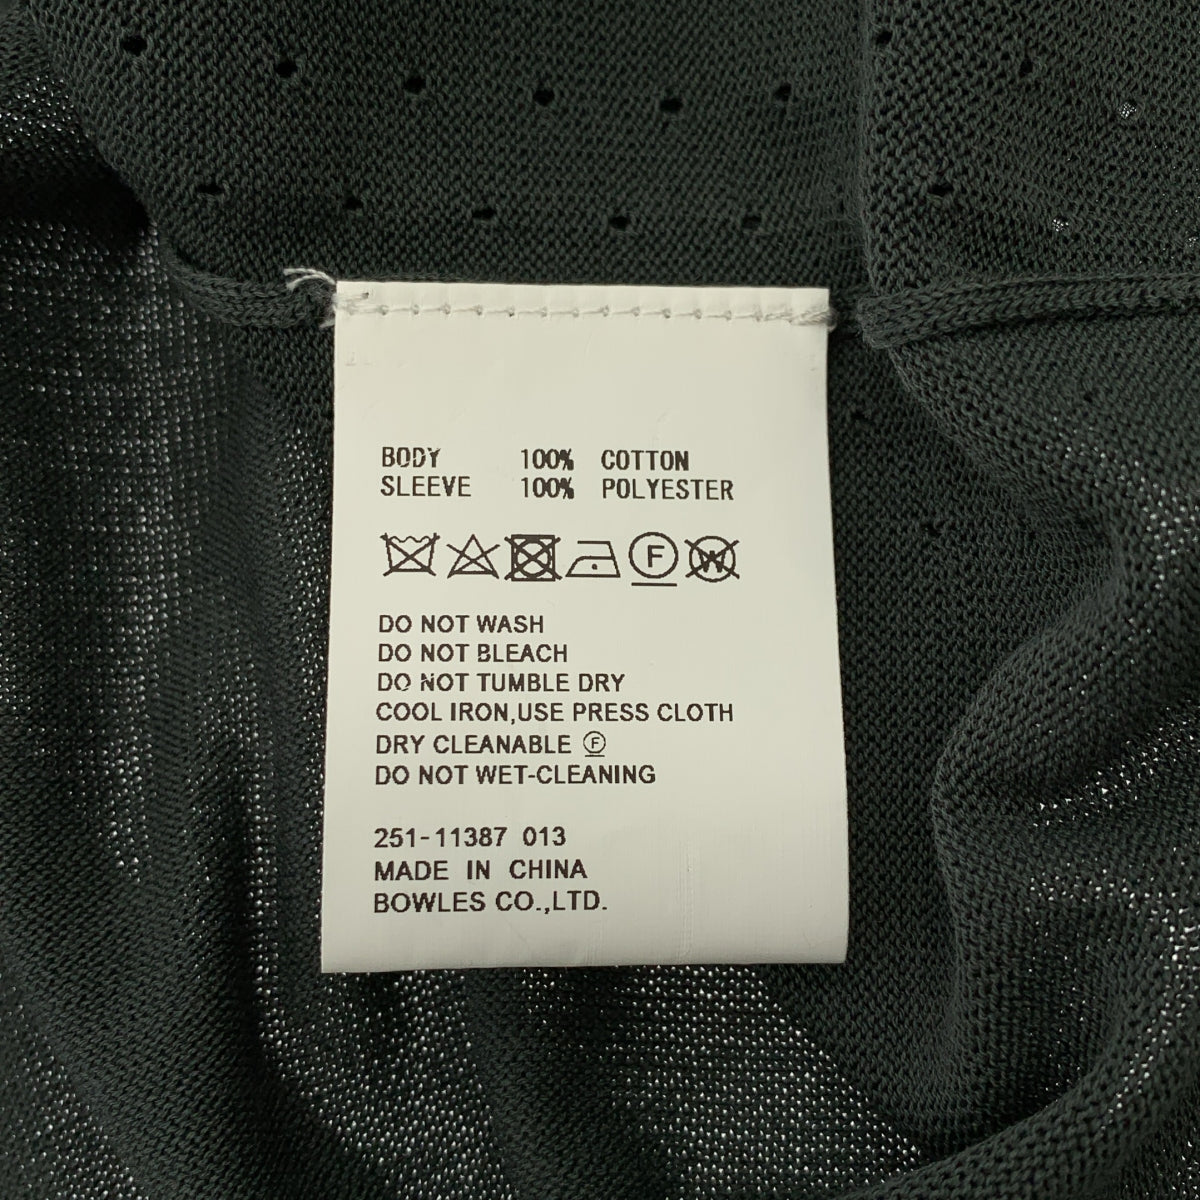 BODY 100% COTTON
SLEEVE 100% POLYESTER
F W
DO NOT WASH
DO NOT BLEACH
DO NOT TUMBLE DRY
COOL IRON,USE PRESS CLOTH
DRY CLEANABLE Ⓕ
DO NOT WET-CLEANING
251-11387 013
MADE IN CHINA
BOWLES CO.,LTD.